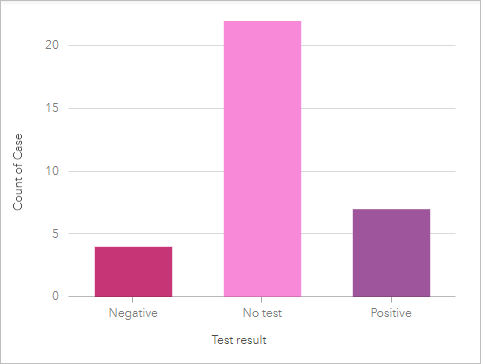 20
15
10
5
0
Count of Case
Negative
No test
Positive
Test result